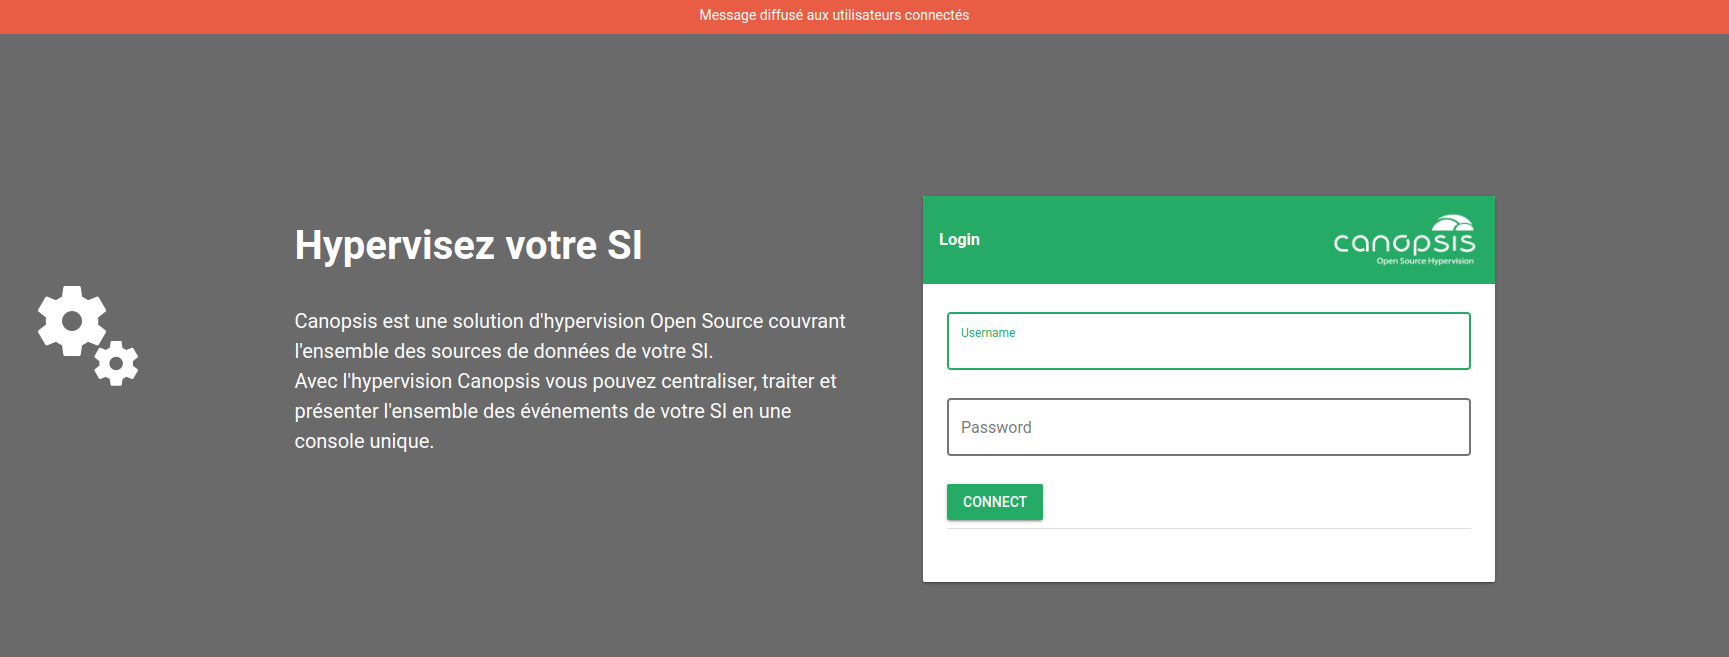 Message diffusé aux utilisateurs connectés
Hypervisez votre SI
Canopsis est une solution d'hypervision Open Source couvrant
l'ensemble des sources de données de votre SI.
Avec l'hypervision Canopsis vous pouvez centraliser, traiter et
présenter l'ensemble des événements de votre SI en une
console unique.
Login
canopsis
Open Source Hypervision
Username
Password
CONNECT